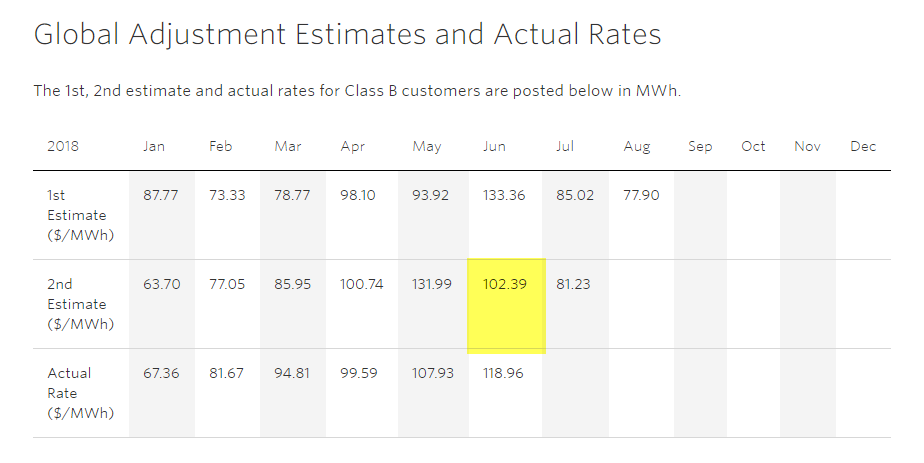 Global Adjustment Estimates and Actual Rates
The 1st, 2nd estimate and actual rates for Class B customers are posted below in MWh.
2018 Jan Feb Mar Apr May Jun Jul Aug Sep Oct Nov Dec
1st 87.77 73.33 78.77 98.10 93.92 133.36 85.02 77.90
Estimate
($/MWh)
2nd 63.70 77.05 85.95 100.74 131.99 102.39 81.23
Estimate
($/MWh)
Actual 67.36 81.67 94.81 99.59 107.93 118.96
Rate
($/MWh)